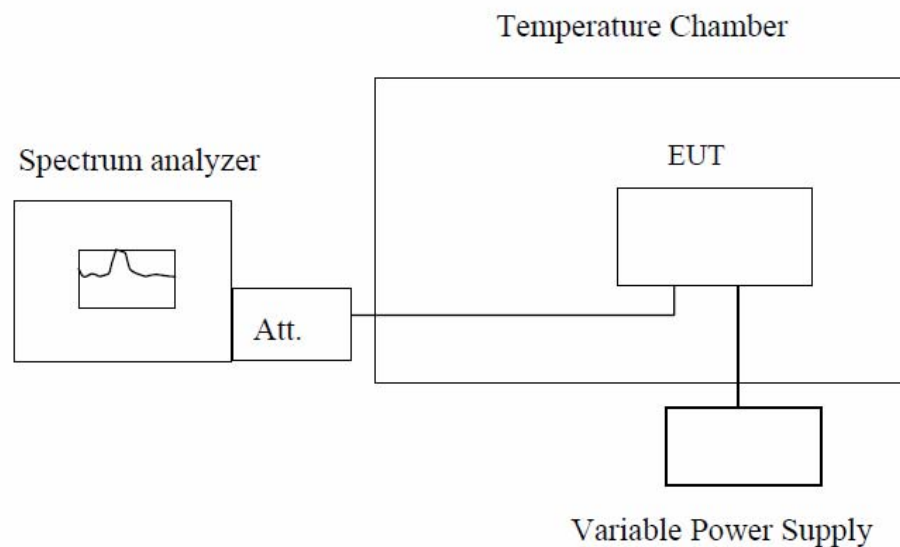 Temperature Chamber
Spectrum analyzer
EUT
Att.
Variable Power Supply